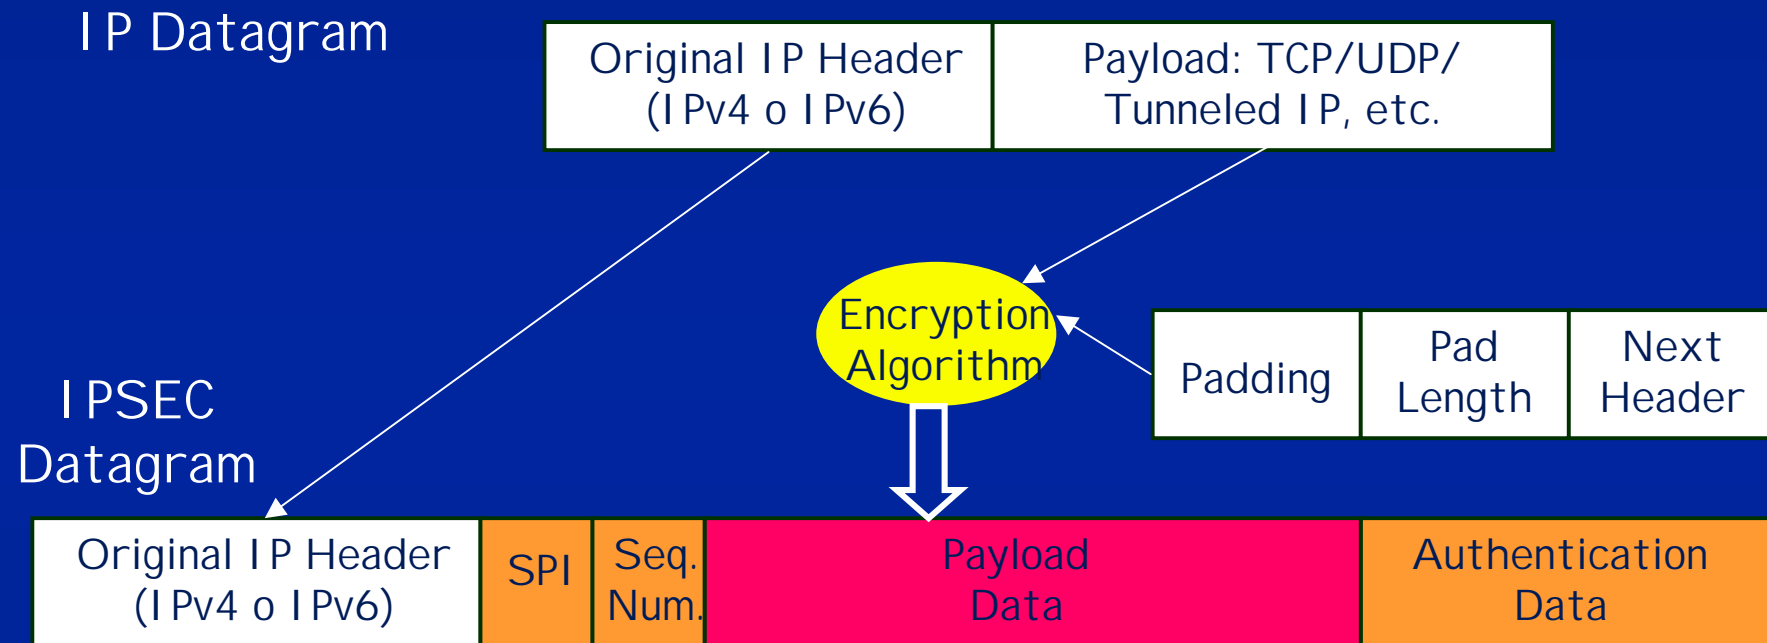 IP Datagram
Original IP Header
(IPv4 o IPv6)
Payload: TCP/UDP/
Tunneled IP, etc.
Encryption
Algorithm
Padding
Pad
Length
Next
Header
IPSEC
Datagram
Original IP Header
(IPv4 o IPv6)
SPI
Seq.
Num.
Payload
Data
Authentication
Data